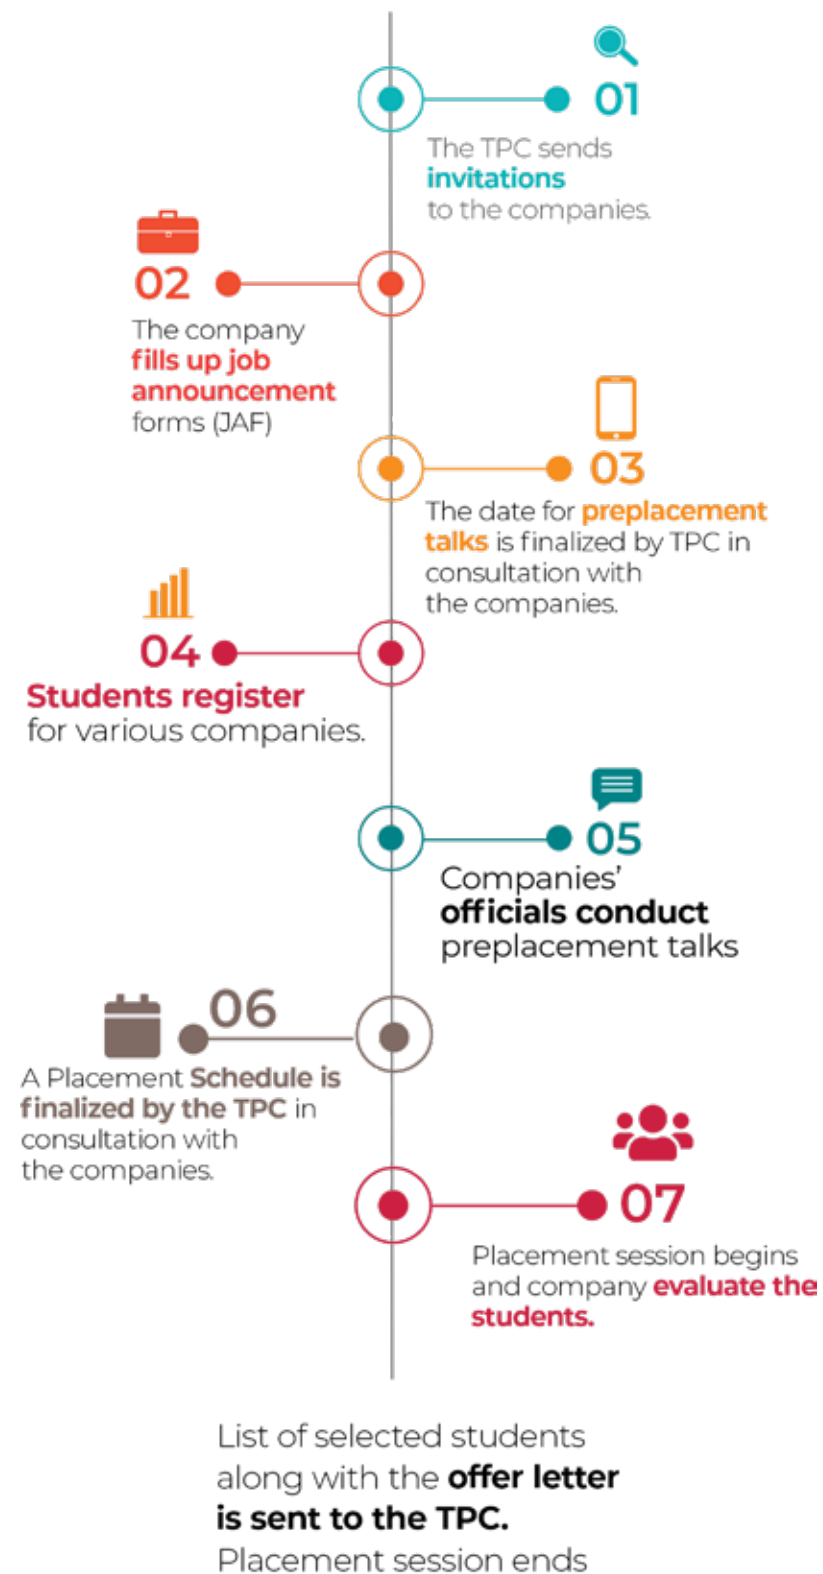 01
The TPC sends
invitations
to the companies.
02
The company
fills up job
announcement
forms (JAF)
03
The date for preplacement
talks is finalized by TPC in
consultation with
the companies.
04
Students register
for various companies.
05
Companies’
officials conduct
preplacement talks
06
A Placement Schedule is
finalized by the TPC in
consultation with
the companies.
07
Placement session begins
and company evaluate the
students.
List of selected students
along with the offer letter
is sent to the TPC.
Placement session ends